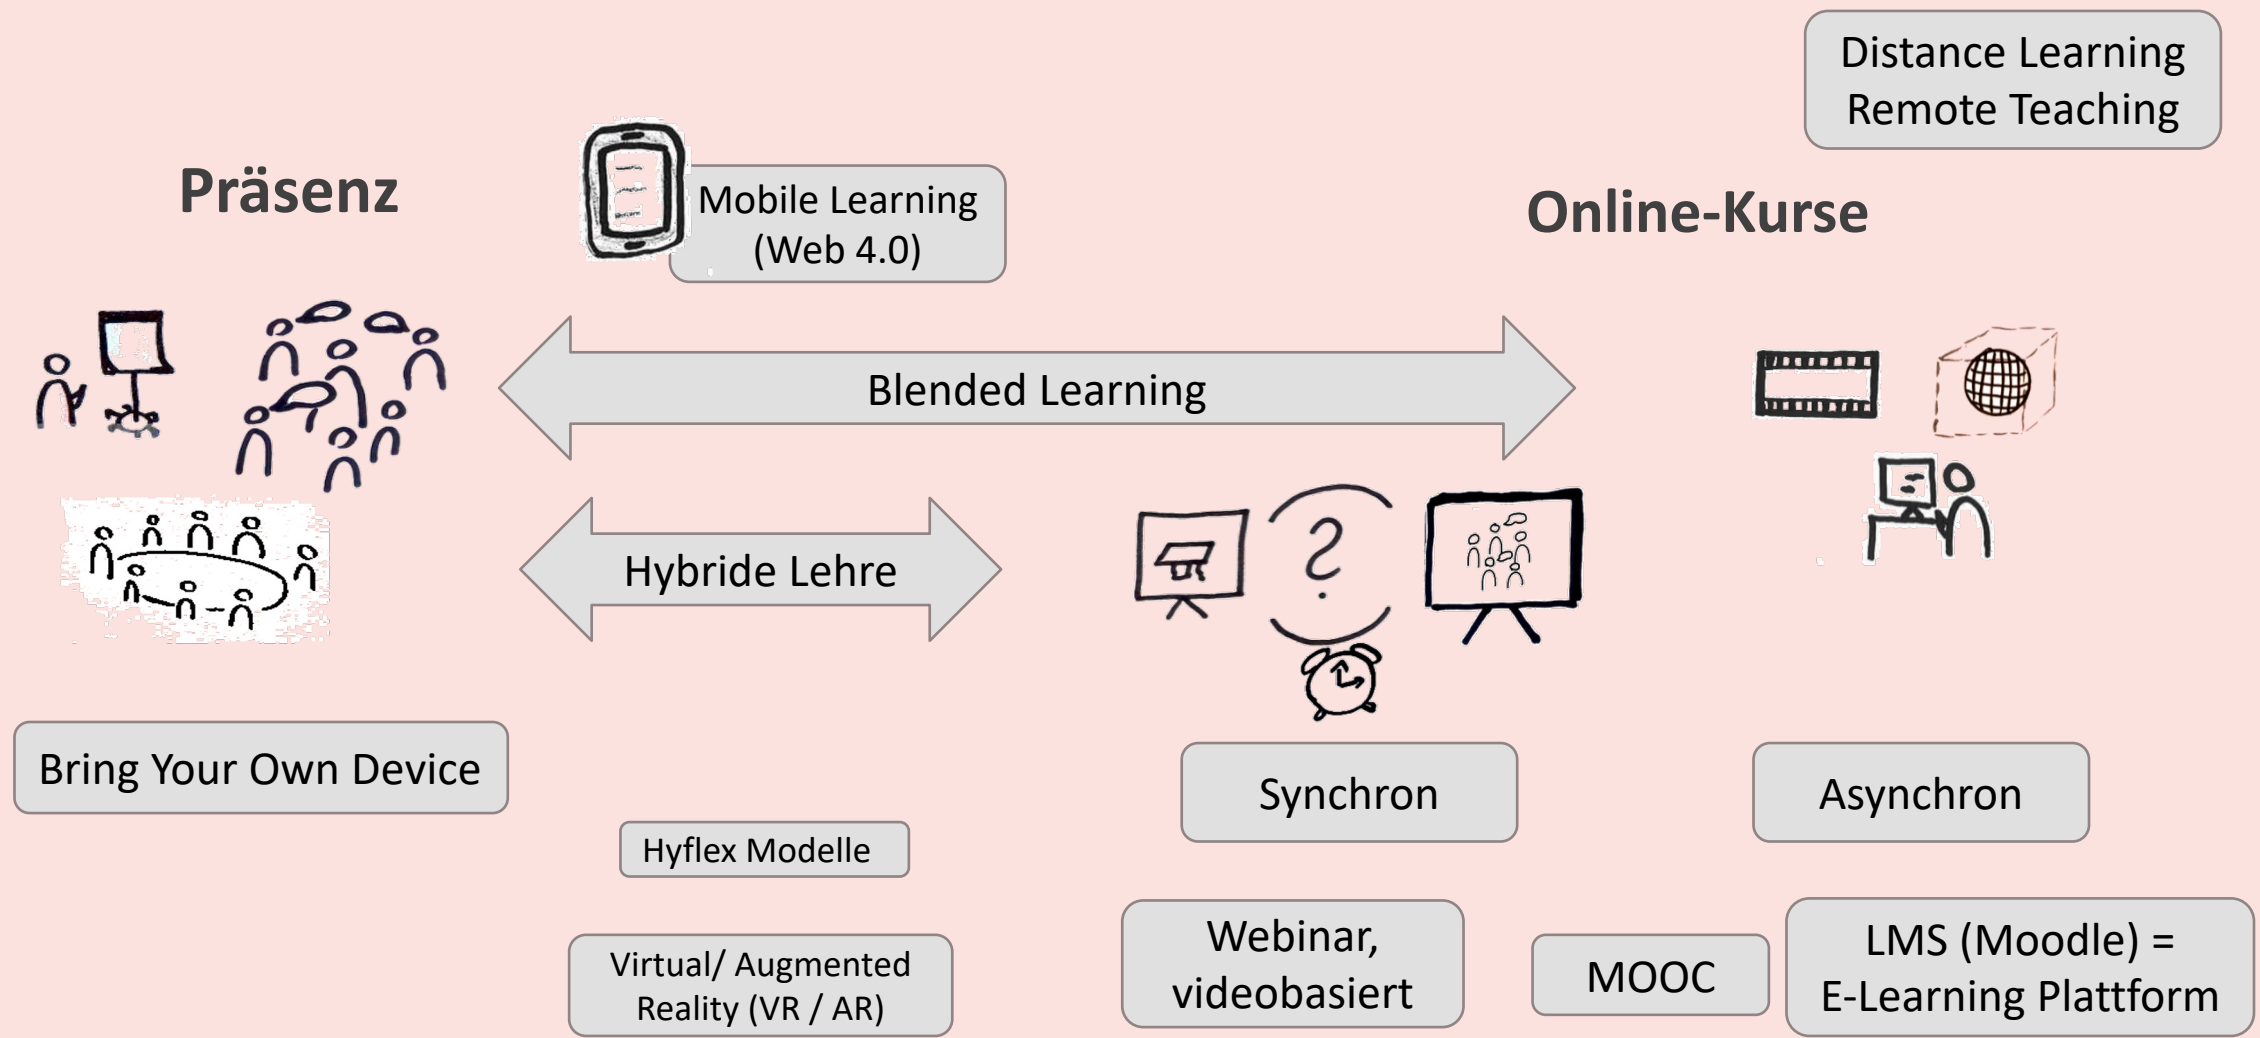 Distance Learning
Remote Teaching
Präsenz
Mobile Learning
(Web 4.0)
Online-Kurse
Blended Learning
Hybride Lehre
Bring Your Own Device
Synchron
Asynchron
Hyflex Modelle
Virtual/ Augmented
Reality (VR / AR)
Webinar,
videobasiert
MOOC
LMS (Moodle) =
E-Learning Plattform